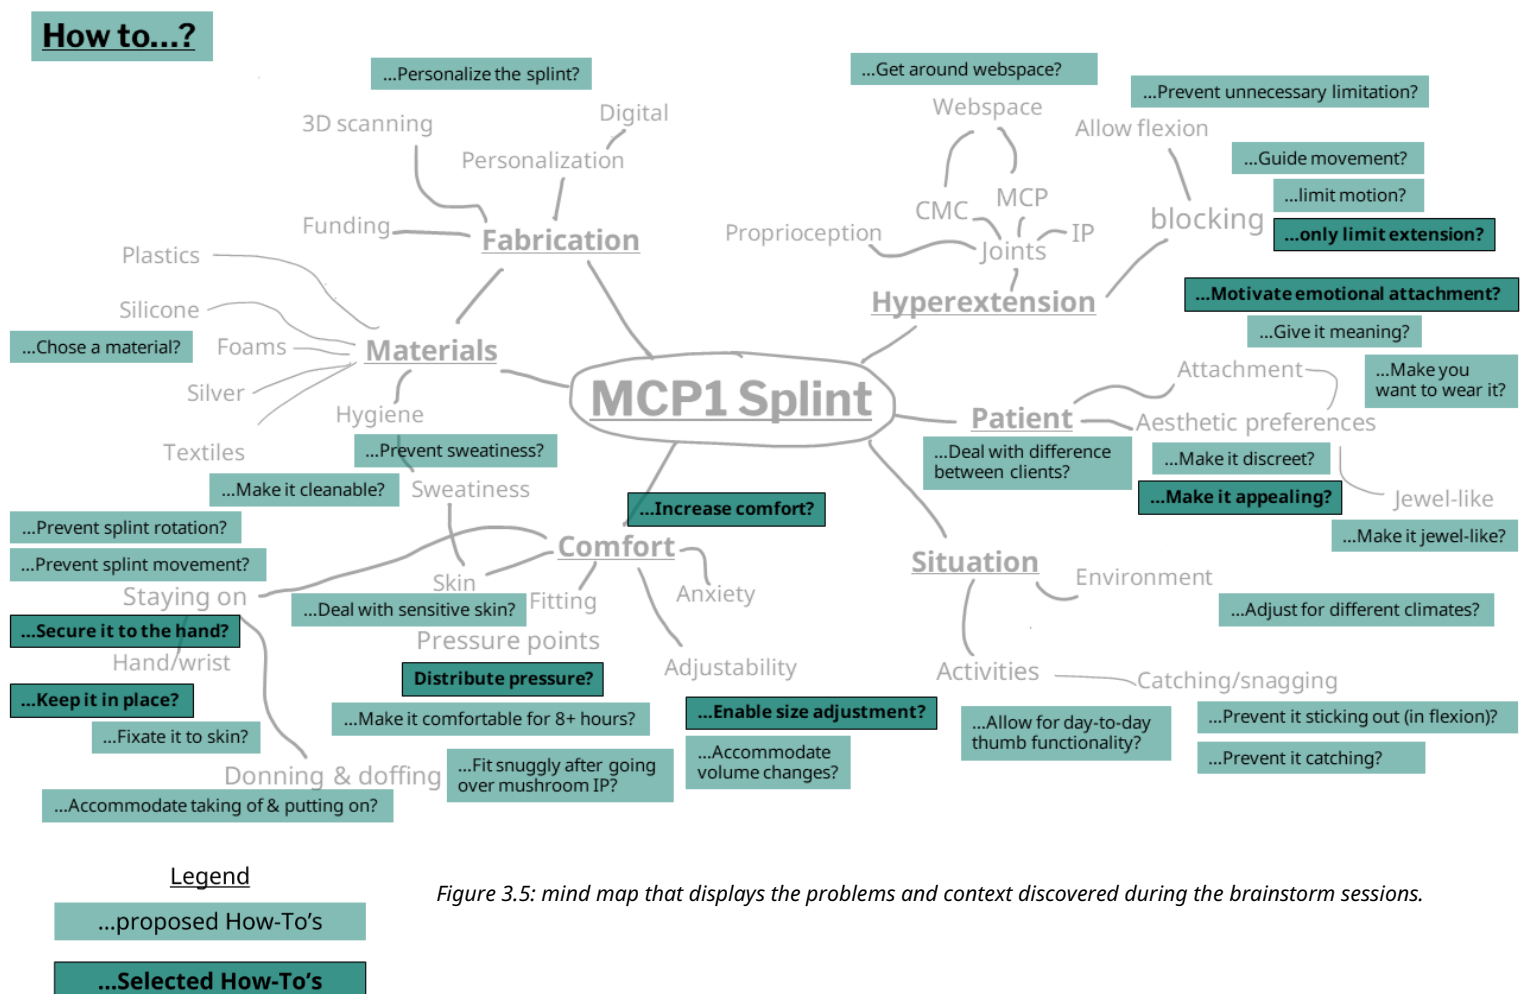 How to...?
...Personalize the splint?
...Get around webspace?
...Prevent unnecessary limitation?
3D scanning
Digital
Webspace
Allow flexion
Personalization
...Guide movement?
...limit motion?
Funding
Fabrication
CMC
MCP
blocking
Proprioception
Joints
IP
...only limit extension?
Plastics
Hyperextension
...Motivate emotional attachment?
Silicone
...Give it meaning?
...Chose a material?
Foams
Materials
Attachment
...Make you
want to wear it?
Silver
MCP1 Splint
Hygiene
Patient
Aesthetic preferences
Textiles
...Prevent sweatiness?
...Deal with difference
between clients?
...Make it discreet?
...Make it cleanable?
Sweatiness
...Increase comfort?
...Make it appealing?
Jewel-like
...Prevent splint rotation?
...Make it jewel-like?
...Prevent splint movement?
Comfort
Situation
Staying on
Skin
Fitting
Anxiety
Environment
...Deal with sensitive skin?
...Adjust for different climates?
...Secure it to the hand?
Pressure points
Hand/wrist
Distribute pressure?
Adjustability
Activities
Catching/snagging
...Keep it in place?
...Make it comfortable for 8+ hours?
...Enable size adjustment?
...Allow for day-to-day
thumb functionality?
...Prevent it sticking out (in flexion)?
...Fixate it to skin?
...Accommodate
volume changes?
...Prevent it catching?
Donning & doffing
...Fit snuggly after going
over mushroom IP?
...Accommodate taking of & putting on?
Legend
...proposed How-To's
...Selected How-To's
Figure 3.5: mind map that displays the problems and context discovered during the brainstorm sessions.